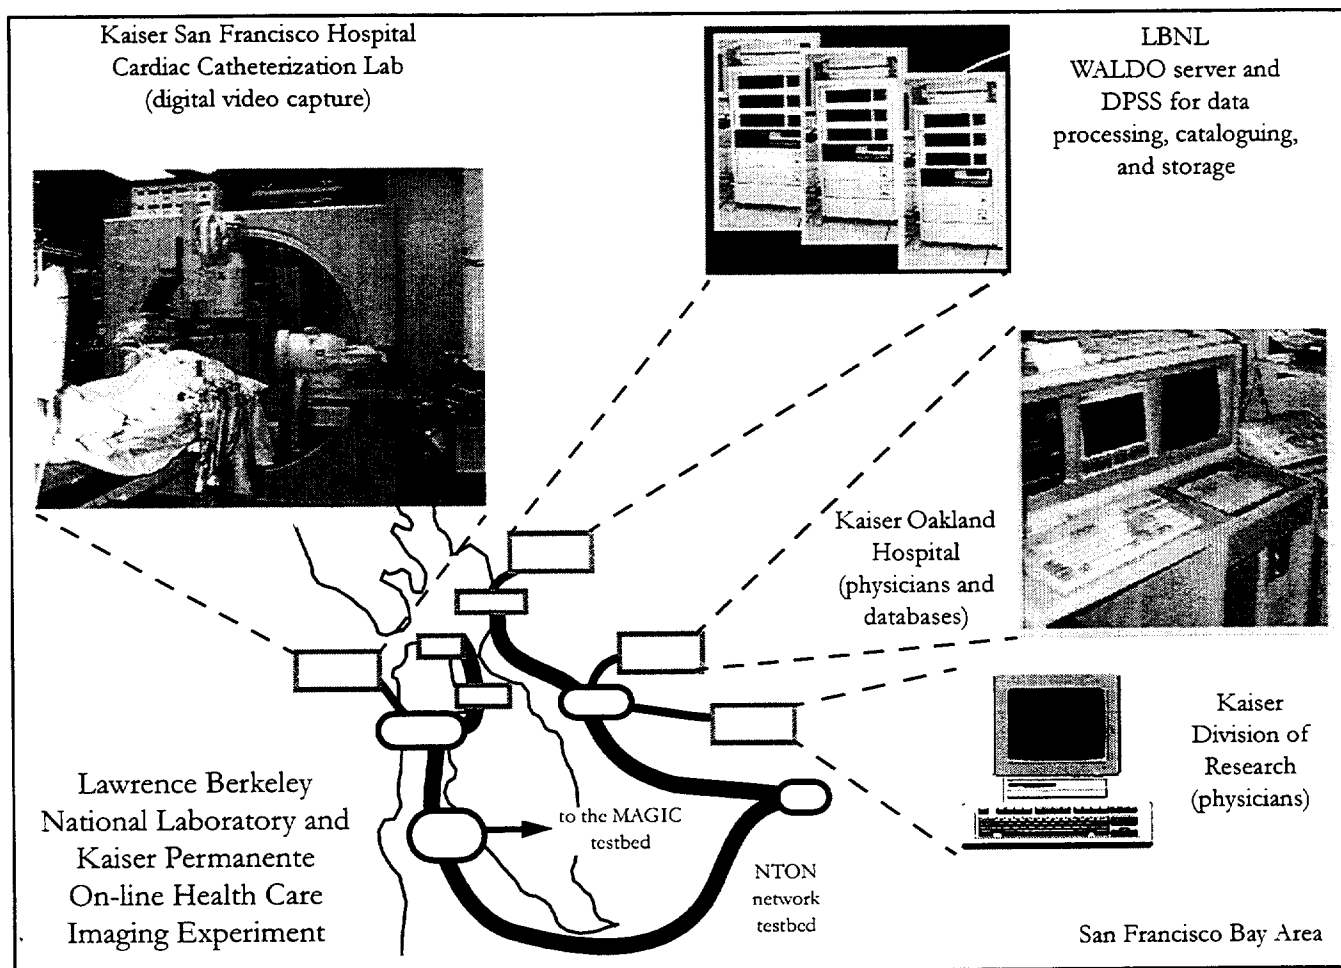 Kaiser San Francisco Hospital
Cardiac Catheterization Lab
(digital video capture)
LBNL
WALDO server and
DPSS for data
processing, cataloguing,
and storage
Kaiser Oakland
Hospital
(physicians and
databases)
Kaiser
Division of
Research
(physicians)
Lawrence Berkeley
National Laboratory and
Kaiser Permanente
On-line Health Care
Imaging Experiment
to the MAGIC
testbed
NTON
network
testbed
San Francisco Bay Area